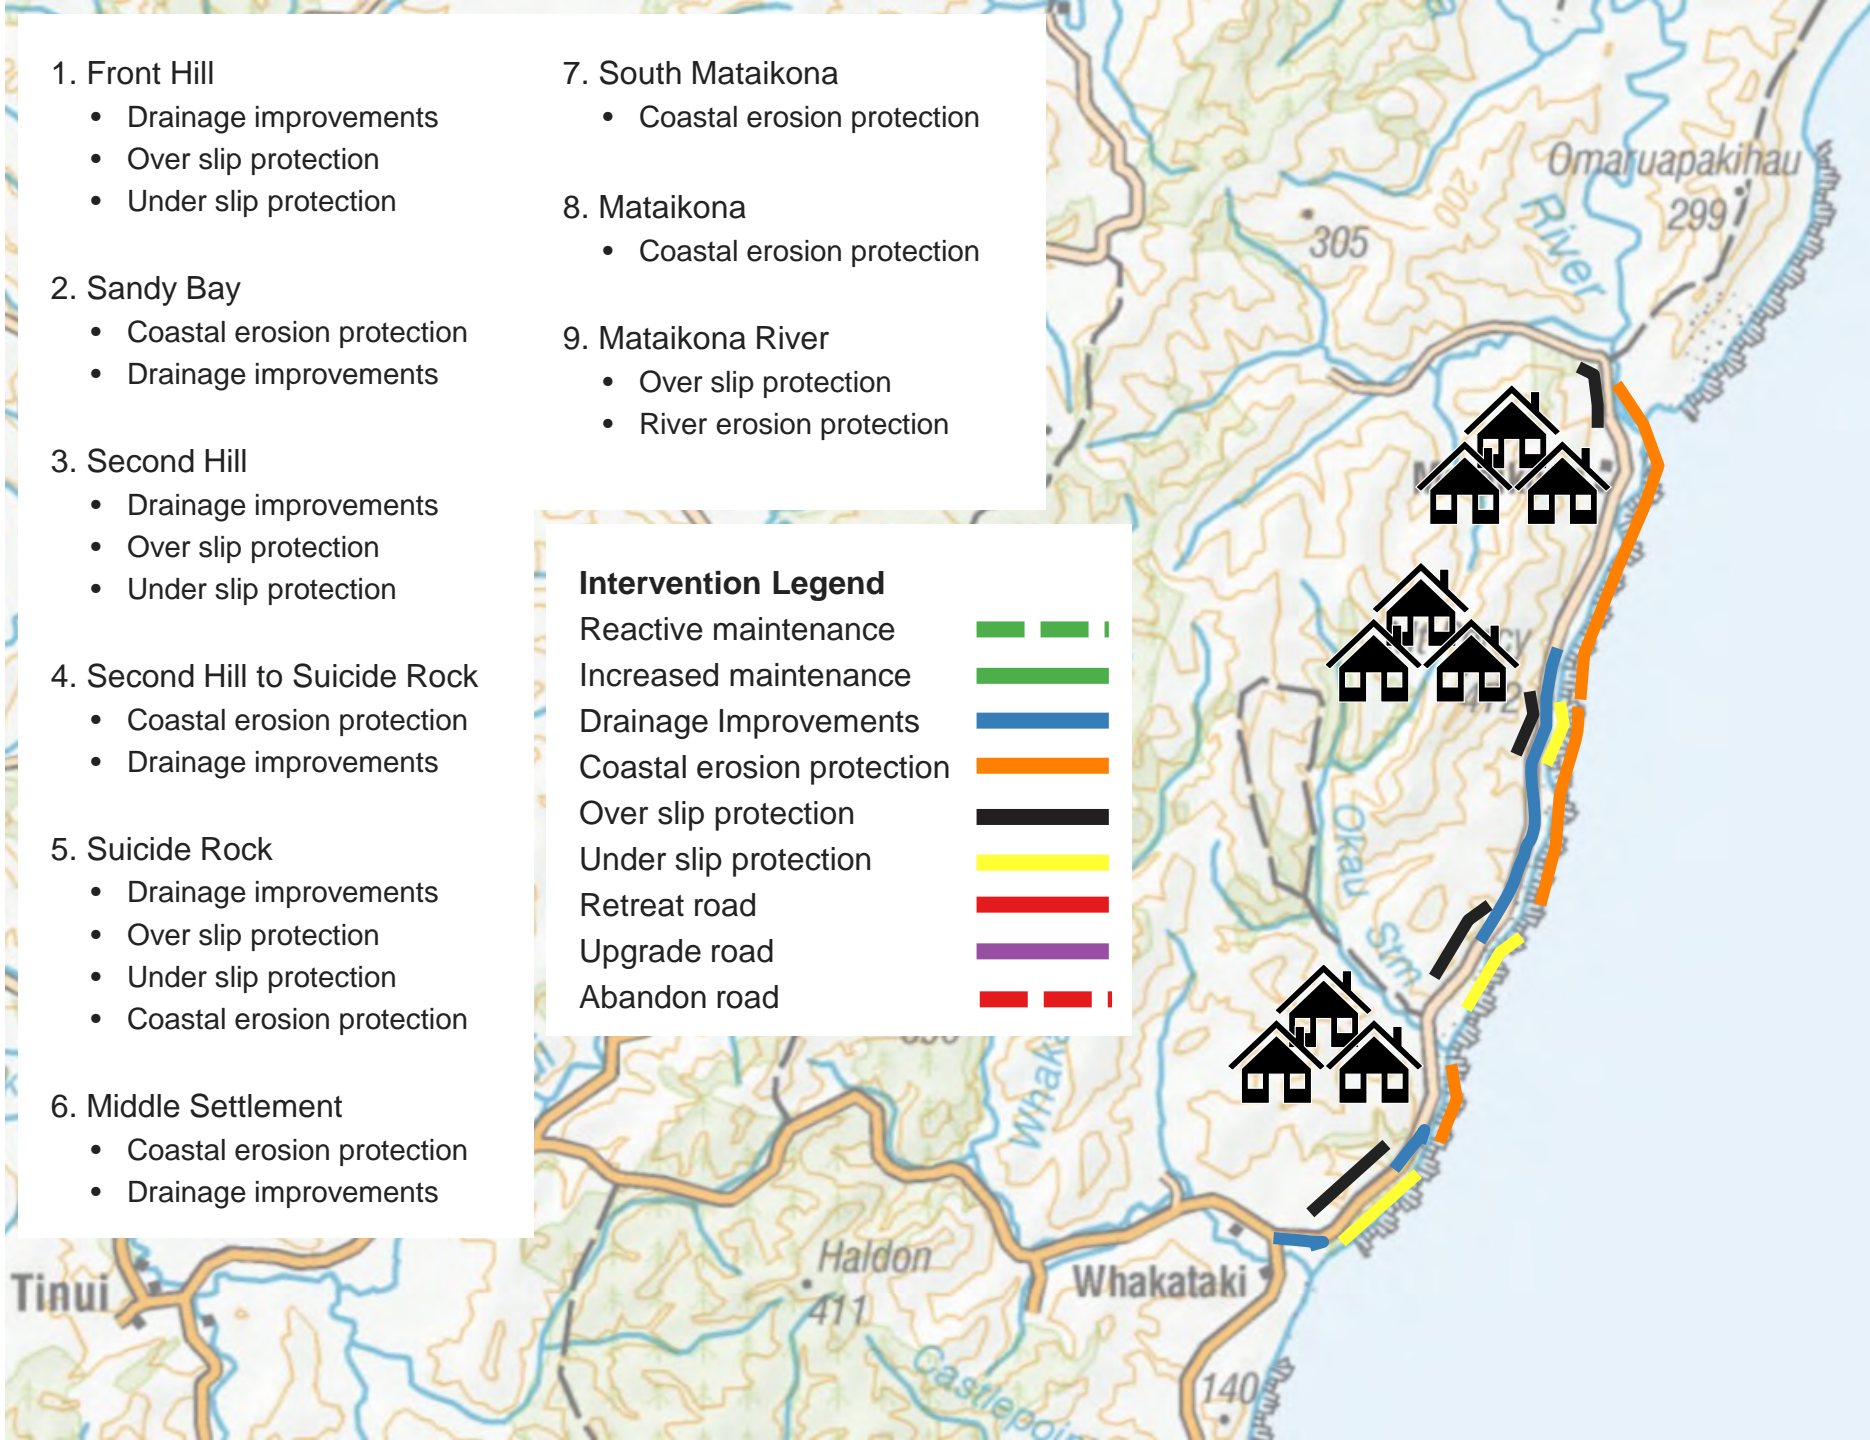 1. Front Hill
• Drainage improvements
• Over slip protection
• Under slip protection
2. Sandy Bay
• Coastal erosion protection
• Drainage improvements
3. Second Hill
• Drainage improvements
• Over slip protection
• Under slip protection
4. Second Hill to Suicide Rock
• Coastal erosion protection
• Drainage improvements
5. Suicide Rock
• Drainage improvements
• Over slip protection
• Under slip protection
• Coastal erosion protection
6. Middle Settlement
• Coastal erosion protection
• Drainage improvements
7. South Mataikona
• Coastal erosion protection
8. Mataikona
• Coastal erosion protection
9. Mataikona River
• Over slip protection
• River erosion protection
Intervention Legend
Reactive maintenance
Increased maintenance
Drainage Improvements
Coastal erosion protection
Over slip protection
Under slip protection
Retreat road
Upgrade road
Abandon road
Omaruapakihau
299
200
305
River
472
Okau
Stm
Haldon
411
Whakataki
Tinui
140